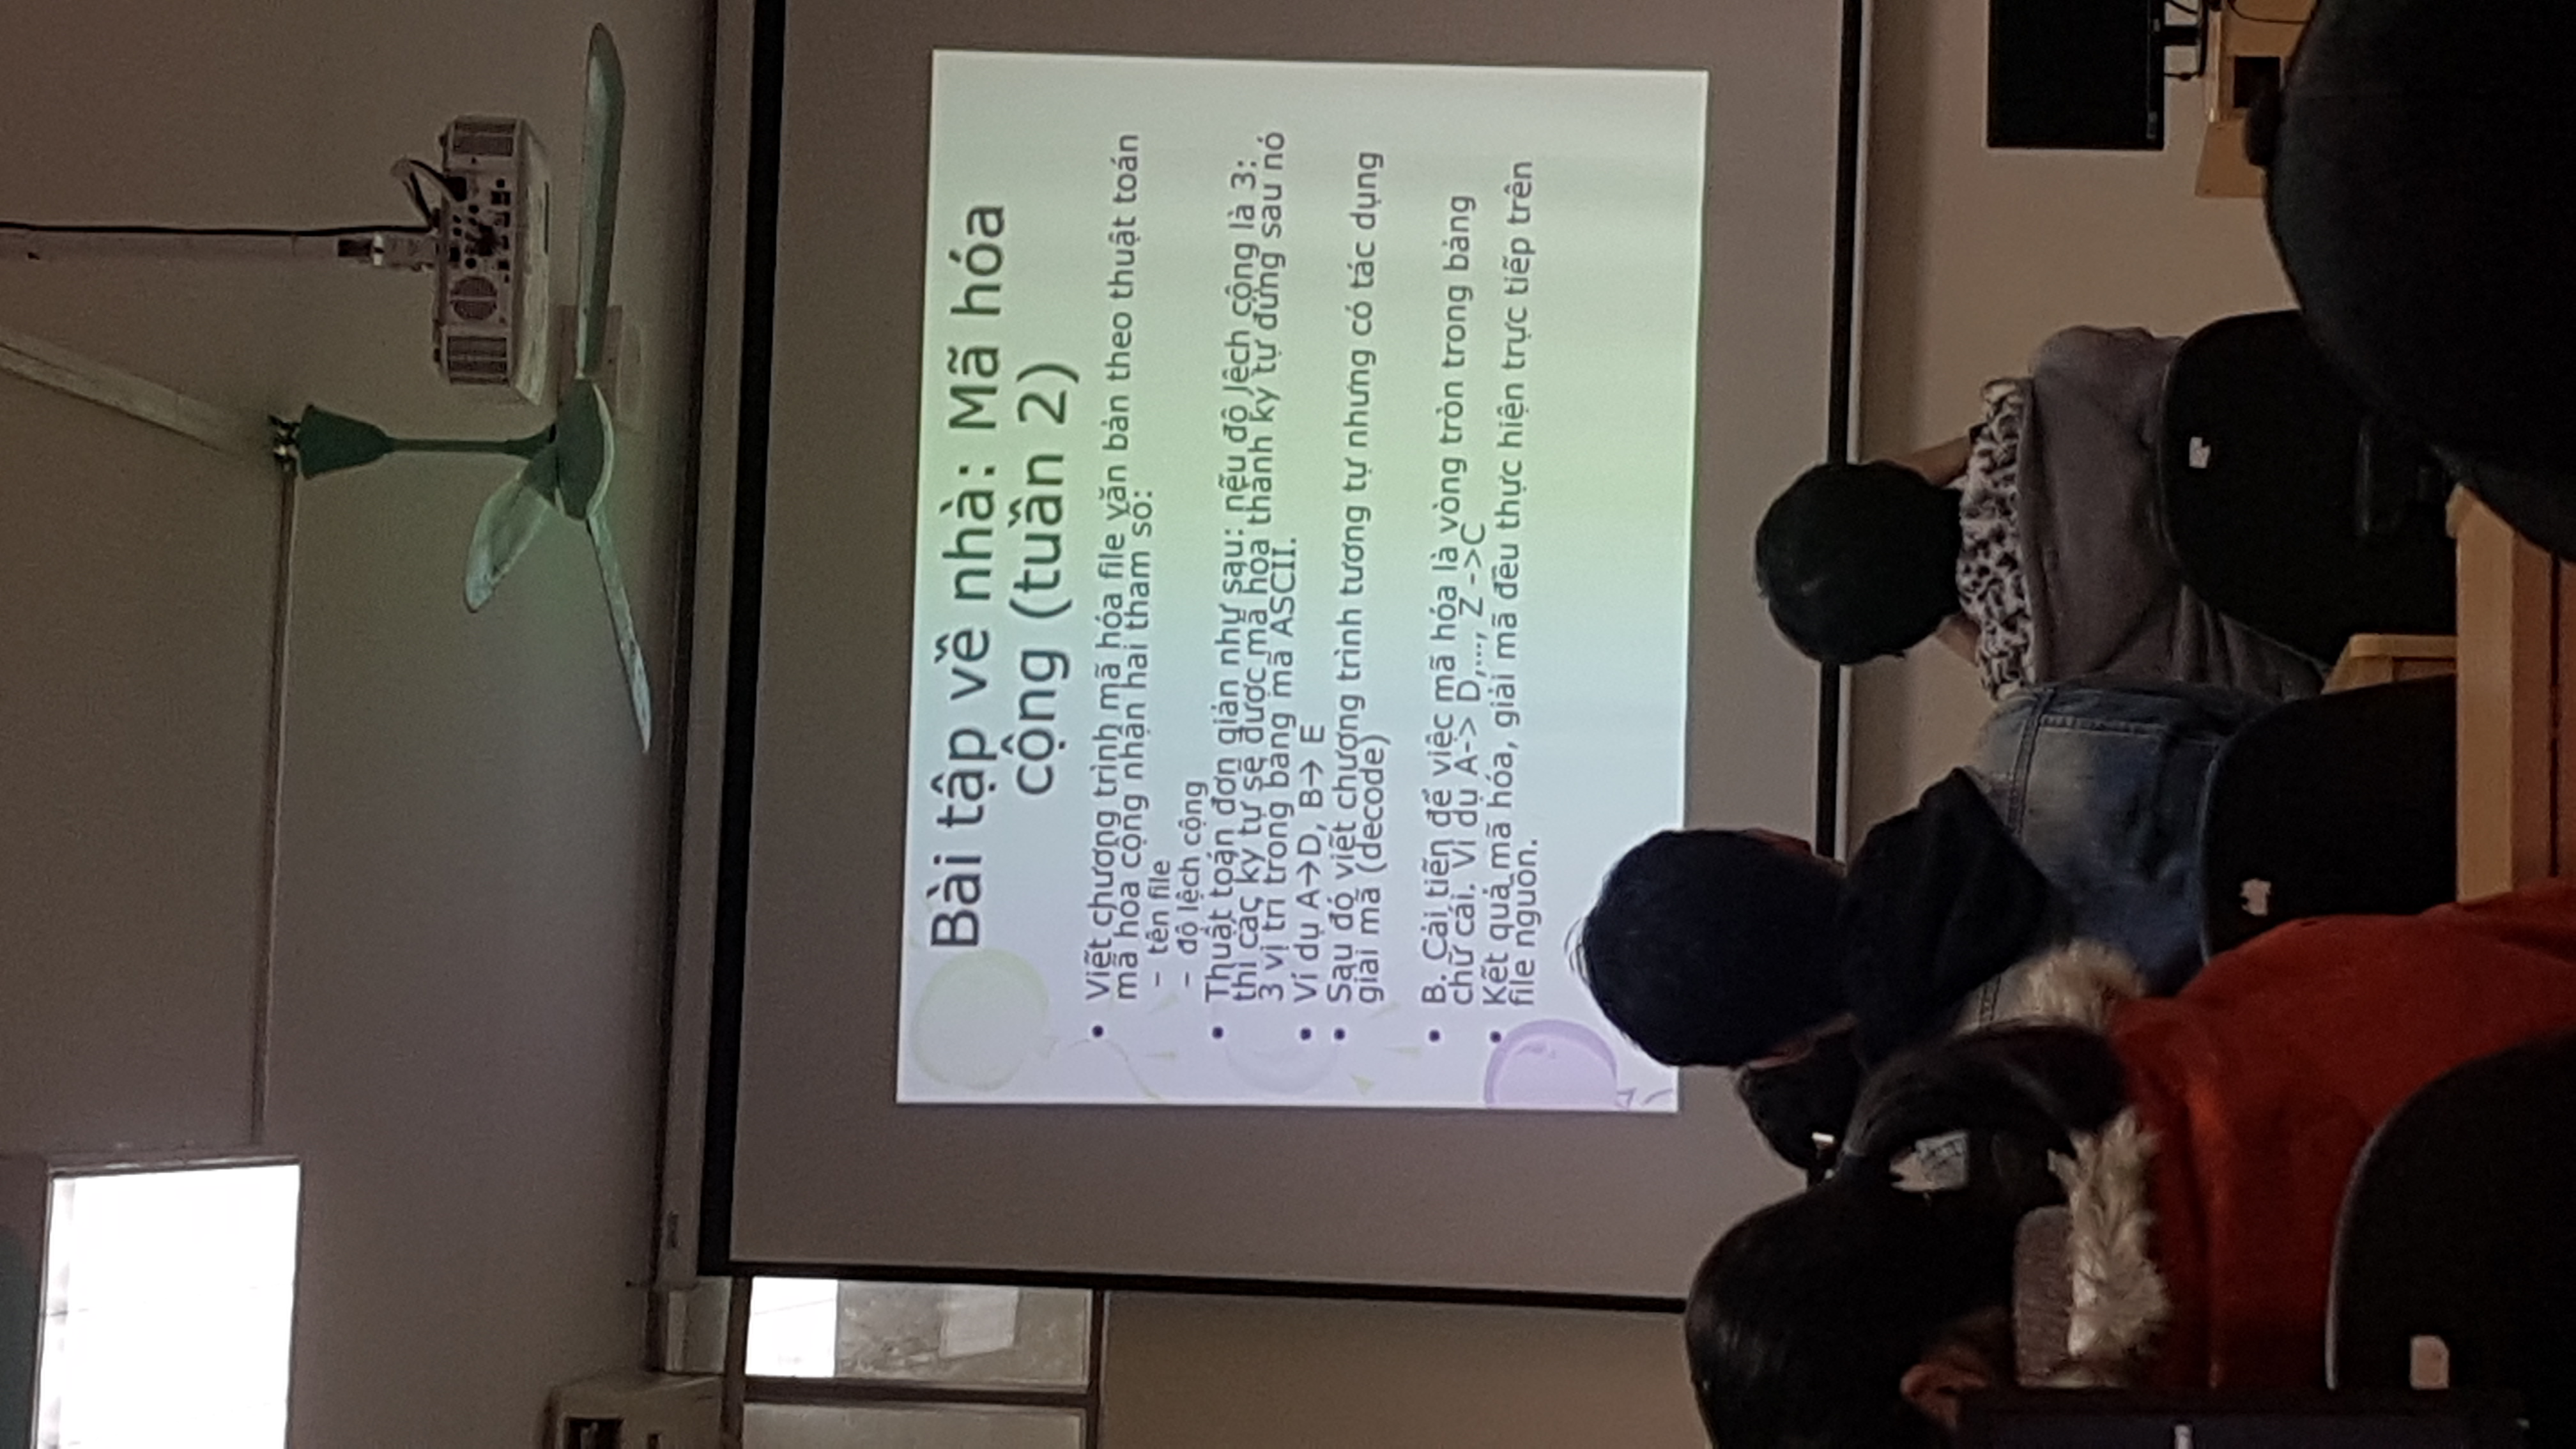 Bài tập về nhà: Mã hóa
cộng (tuần 2)
• Viết chương trình mã hóa file văn bản theo thuật toán
mã hóa cộng nhận hai tham số:
– tên file
– độ lệch cộng
• Thuật toán đơn giản như sau: nếu độ lệch cộng là 3:
thì các ký tự sẽ được mã hóa thành ký tự đứng sau nó
3 vị trí trong bảng mã ASCII.
• Ví dụ A→D, B→ E
• Sau đó viết chương trình tương tự nhưng có tác dụng
giải mã (decode)
• B. Cải tiến để việc mã hóa là vòng tròn trong bảng
chữ cái. Ví dụ A-> D,..., Z ->C
• Kết quả mã hóa, giải mã đều thực hiện trực tiếp trên
file nguồn.